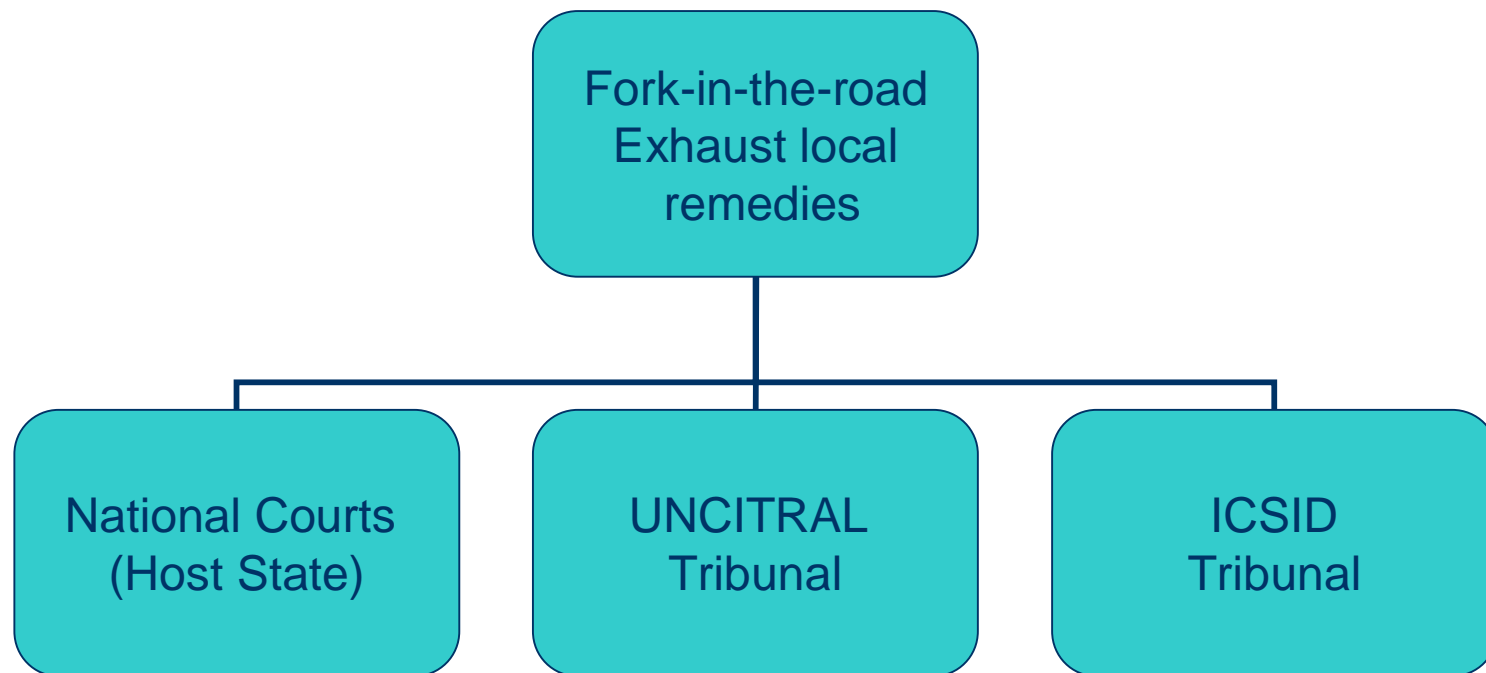 Fork-in-the-road
Exhaust local
remedies
National Courts
(Host State)
UNCITRAL
Tribunal
ICSID
Tribunal